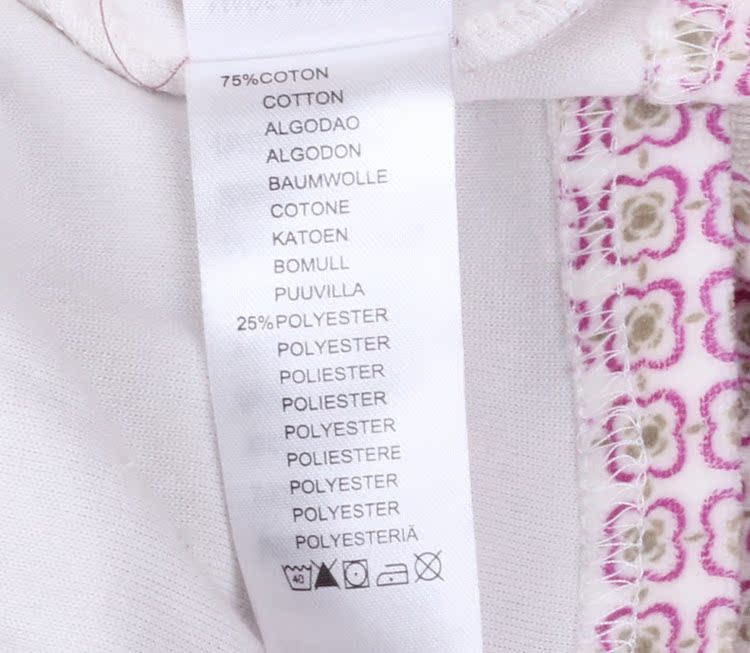 75%COTON
COTTON
ALGODAO
ALGODON
BAUMWOLLE
COTONE
KATOEN
BOMULL
PUUVILLA
25%POLYESTER
POLYESTER
POLIESTER
POLIESTER
POLYESTER
POLIESTERE
POLYESTER
POLYESTER
POLYESTERIÄ
40